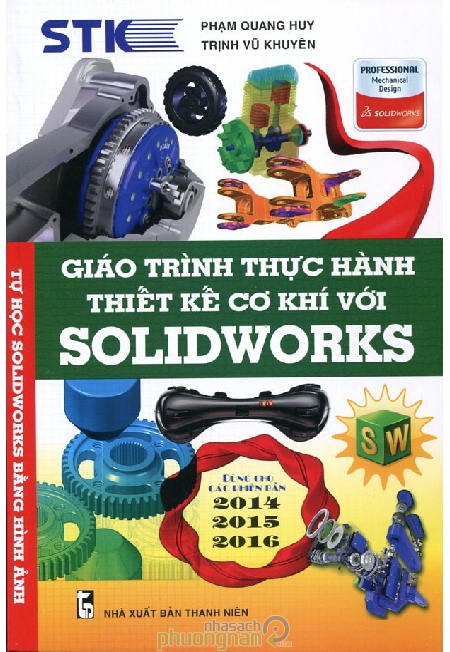 STK
PHẠM QUANG HUY
TRỊNH VŨ KHUYÊN
PROFESSIONAL
Mechanical
Design
SOLIDWORKS
GIÁO TRÌNH THỰC HÀNH
THIẾT KẾ CƠ KHÍ VỚI
SOLIDWORKS
TỰ HỌC SOLIDWORKS BẰNG HÌNH ẢNH
SW
DÙNG CHO
CÁC PHIÊN BẢN
2014
2015
2016
NHÀ XUẤT BẢN THANH NIÊN
nhasach
phuongnam